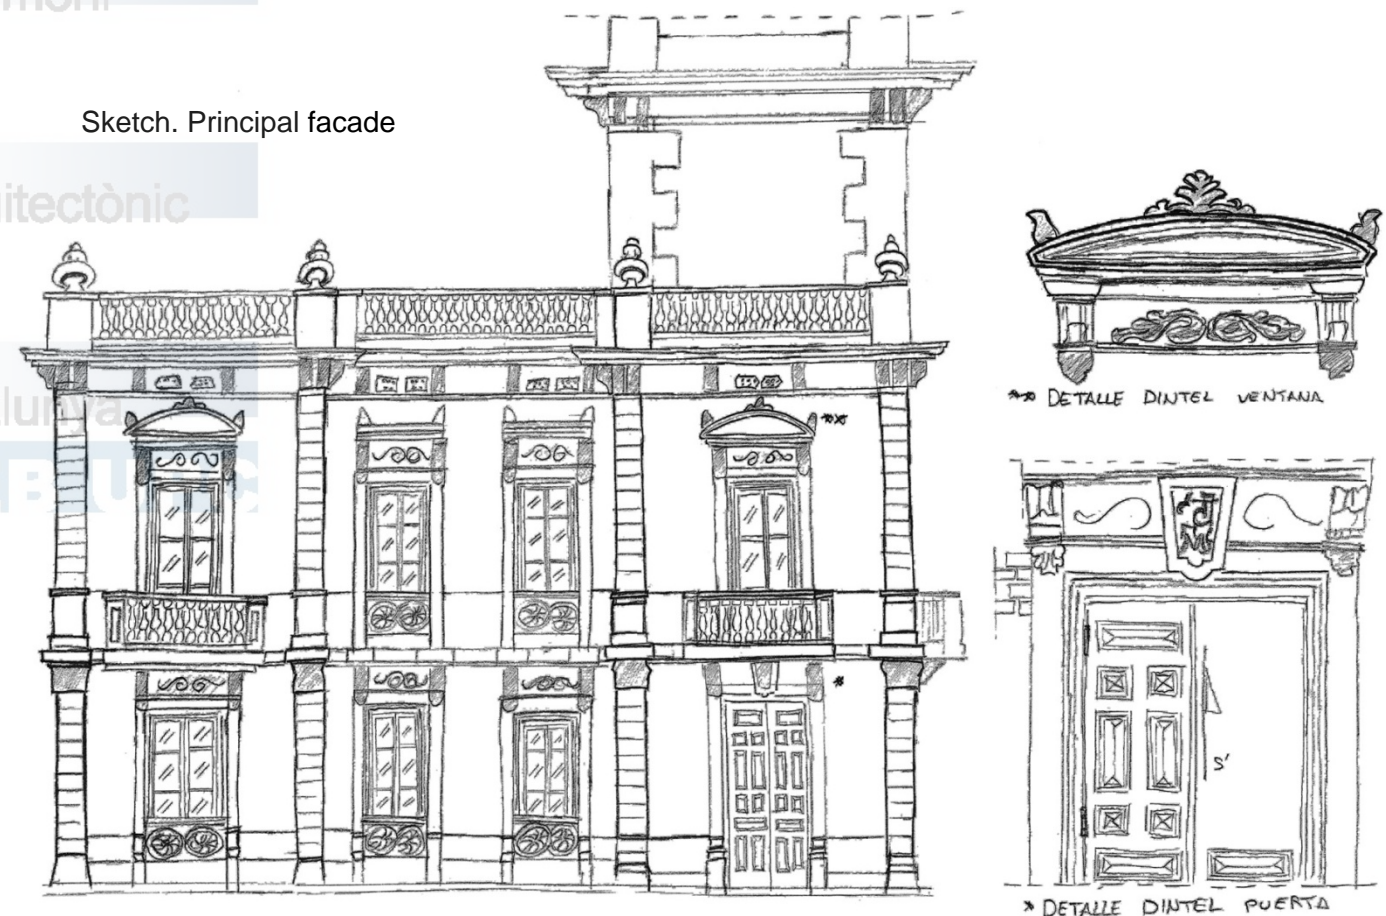 Sketch. Principal facade
itectònic
** DETALLE DINTEL VENTANA
**
*
S'
* DETALLE DINTEL PUERTA